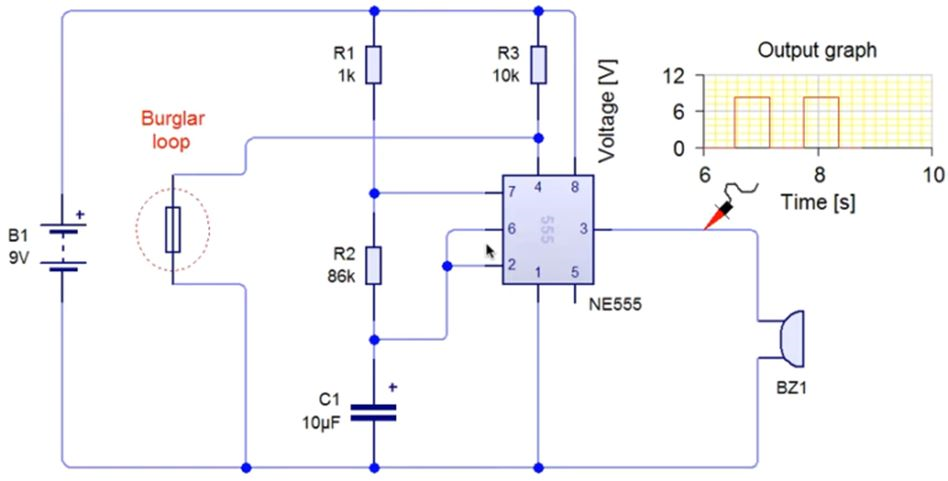 R1
1k
R3
10k
Voltage [V]
Output graph
12
6
0
6
8
10
Time [s]
Burglar
loop
+
B1
9V
7
4
8
6
555
3
2
1
5
NE555
R2
86k
+
C1
10µF
BZ1